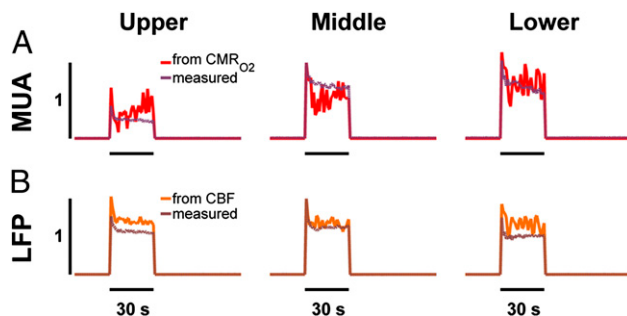 Upper Middle Lower
A
MUA
1
from CMRO2
measured
B
LFP
1
from CBF
measured
30 s 30 s 30 s